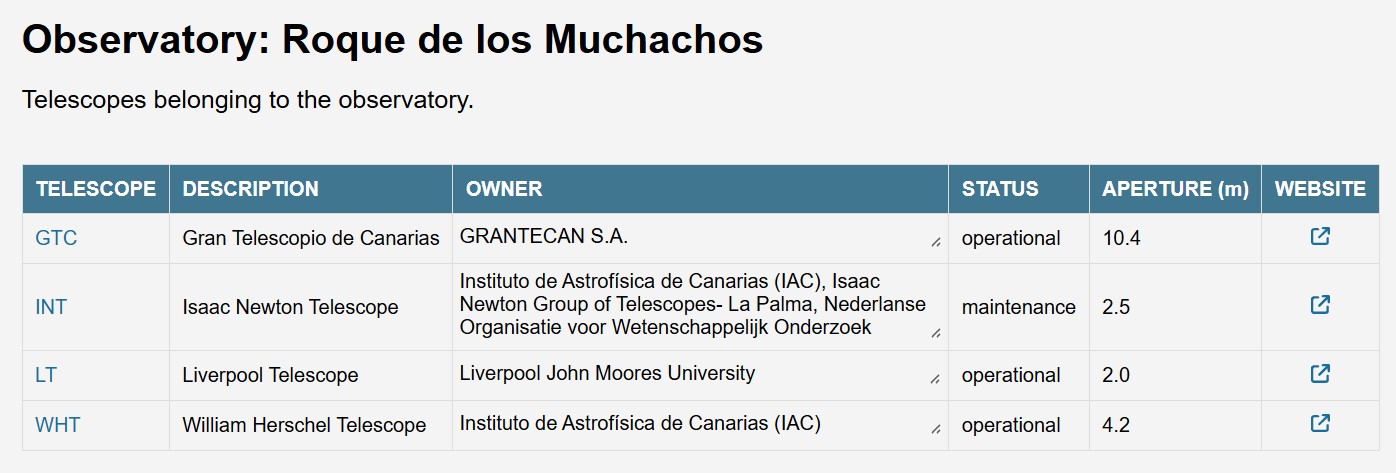 Observatory: Roque de los Muchachos
Telescopes belonging to the observatory.
TELESCOPE DESCRIPTION OWNER STATUS APERTURE (m) WEBSITE
GTC Gran Telescopio de Canarias GRANTECAN S.A. operational 10.4
INT Isaac Newton Telescope Instituto de Astrofísica de Canarias (IAC), Isaac
Newton Group of Telescopes- La Palma, Nederlanse
Organisatie voor Wetenschappelijk Onderzoek maintenance 2.5
LT Liverpool Telescope Liverpool John Moores University operational 2.0
WHT William Herschel Telescope Instituto de Astrofísica de Canarias (IAC) operational 4.2